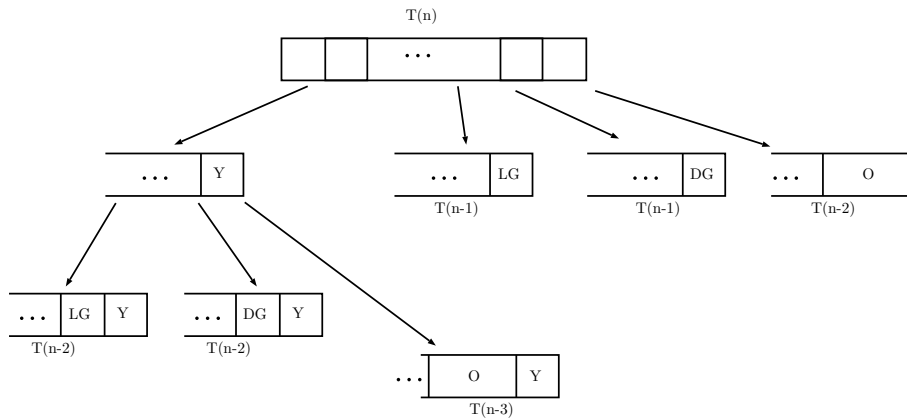 T(n)
...
... Y
... LG
... DG
... O
T(n-1)
T(n-1)
T(n-2)
... LG Y
... DG Y
T(n-2)
T(n-2)
... O Y
T(n-3)